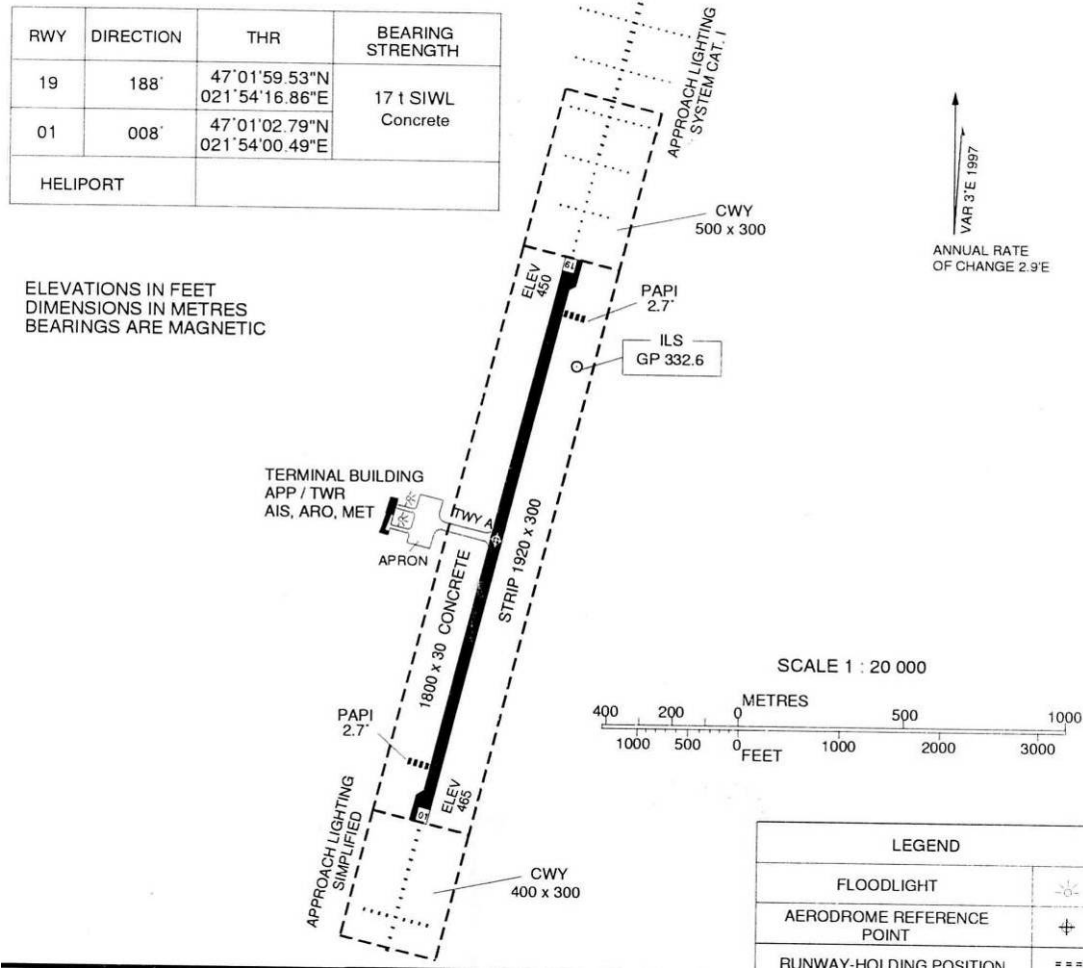 RWY DIRECTION THR BEARING STRENGTH
19 188° 47°01'59.53"N
021°54'16.86"E
17 t SIWL
Concrete
01 008° 47°01'02.79"N
021°54'00.49"E
HELIPORT
ELEVATIONS IN FEET
DIMENSIONS IN METRES
BEARINGS ARE MAGNETIC
APPROACH LIGHTING
SYSTEM CAT. I
VAR 3°E 1997
ANNUAL RATE
OF CHANGE 2.9'E
CWY
500 x 300
ELEV
450
19
PAPI
2.7°
ILS
GP 332.6
TERMINAL BUILDING
APP / TWR
AIS, ARO, MET
TWY A
APRON
1800 x 30 CONCRETE
STRIP 1920 x 300
PAPI
2.7°
ELEV
465
01
APPROACH LIGHTING
SIMPLIFIED
CWY
400 x 300
SCALE 1 : 20 000
METRES
400 200 0 500 1000
1000 500 0 1000 2000 3000
FEET
LEGEND
FLOODLIGHT
AERODROME REFERENCE
POINT
RUNWAY-HOLDING POSITION